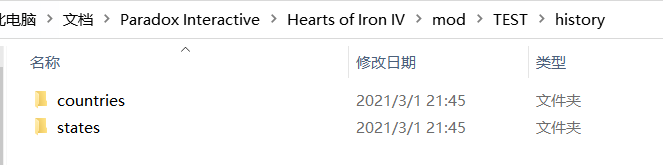 此电脑 > 文档 > Paradox Interactive > Hearts of Iron IV > mod > TEST > history
名称 修改日期 类型
countries 2021/3/1 21:45 文件夹
states 2021/3/1 21:45 文件夹